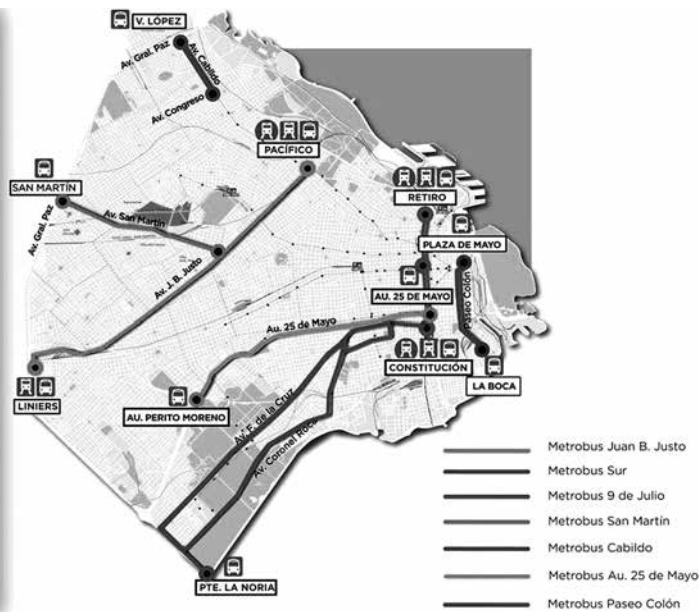 V. LÓPEZ
Av. Gral. Paz
Av. Cabildo
Av. Congreso
PACÍFICO
SAN MARTÍN
RETIRO
Av. San Martín
Av. Gral. Paz
PLAZA DE MAYO
Av. J. B. Justo
AU. 25 DE MAYO
Paseo Colón
Au. 25 de Mayo
CONSTITUCIÓN
LINIERS
LA BOCA
AU. PERITO MORENO
Av. F. de la Cruz
Av. Coronel Roca
PTE. LA NORIA
Metrobus Juan B. Justo
Metrobus Sur
Metrobus 9 de Julio
Metrobus San Martín
Metrobus Cabildo
Metrobus Au. 25 de Mayo
Metrobus Paseo Colón